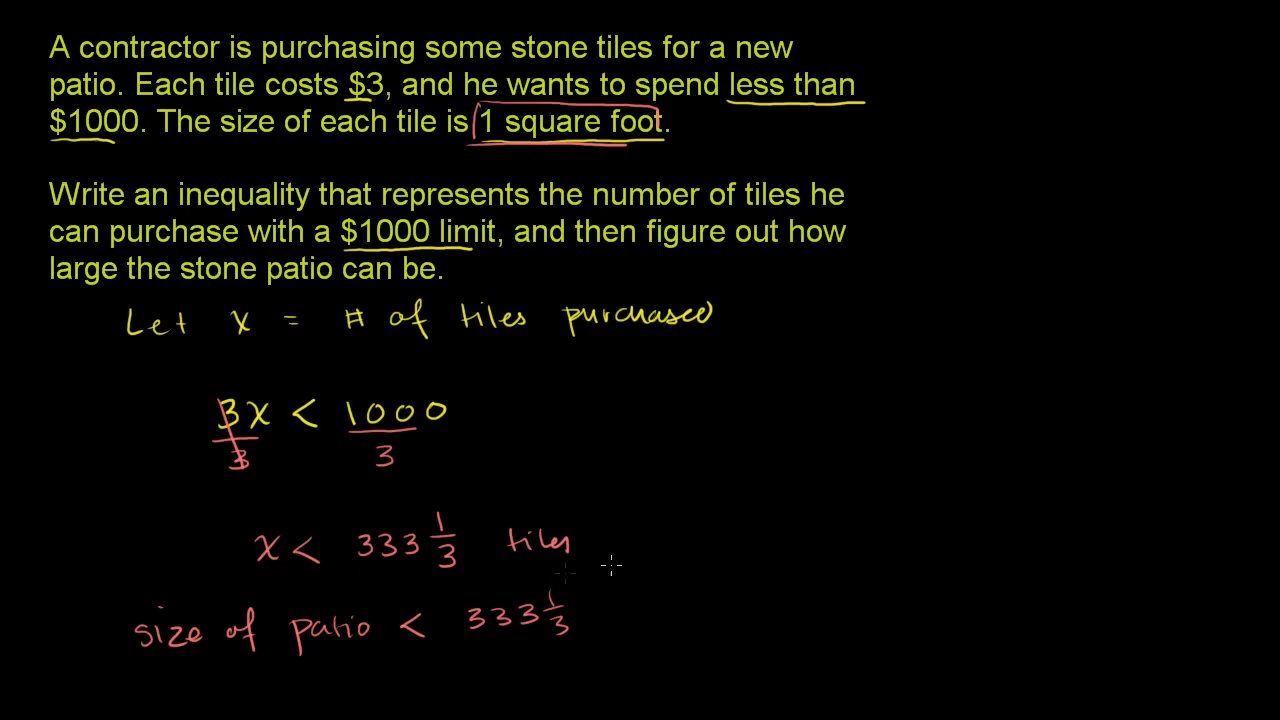 A contractor is purchasing some stone tiles for a new
patio. Each tile costs $3, and he wants to spend less than
$1000. The size of each tile is 1 square foot.
Write an inequality that represents the number of tiles he
can purchase with a $1000 limit, and then figure out how
large the stone patio can be.
Let x = # of tiles purchased
3x < 1000
3 3
x < 333 1/3 tiles
size of patio < 333 1/3